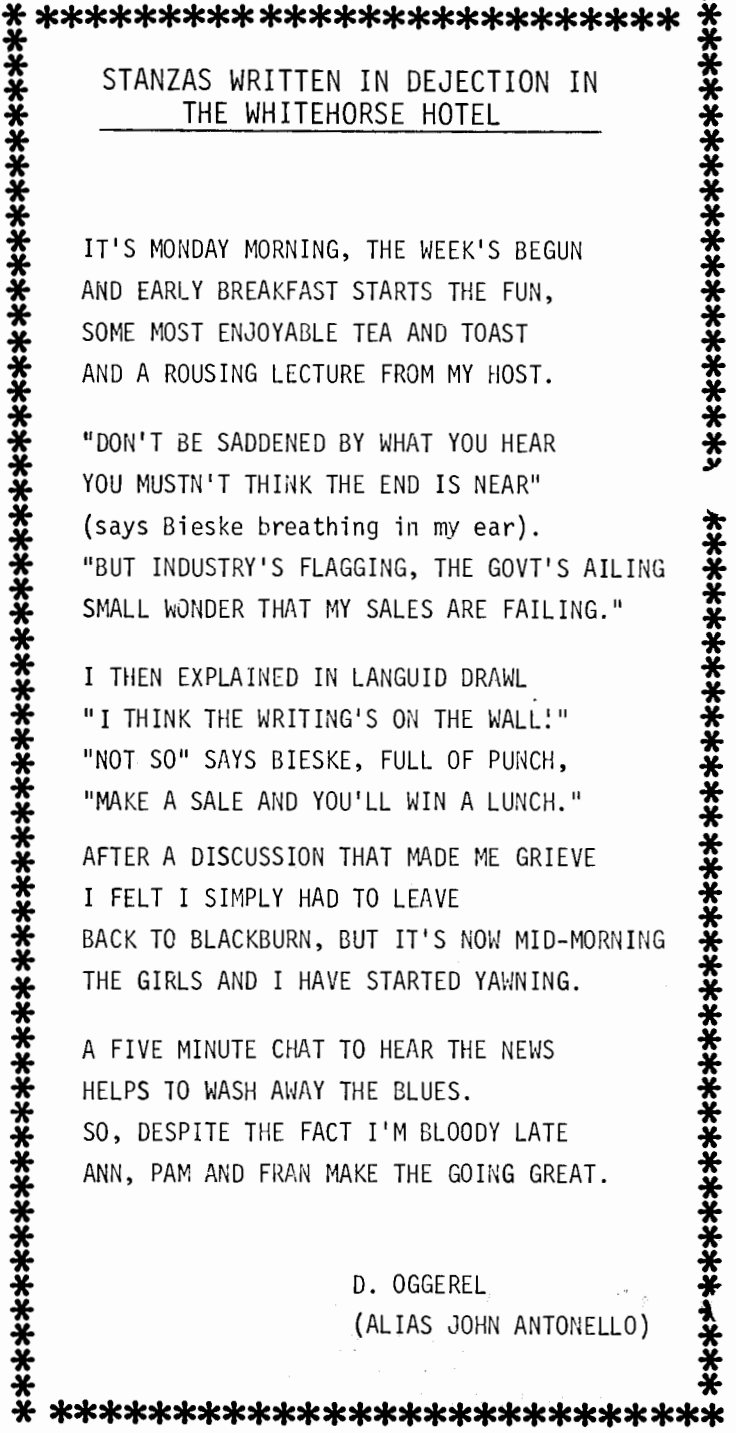 STANZAS WRITTEN IN DEJECTION IN
THE WHITEHORSE HOTEL
IT'S MONDAY MORNING, THE WEEK'S BEGUN
AND EARLY BREAKFAST STARTS THE FUN,
SOME MOST ENJOYABLE TEA AND TOAST
AND A ROUSING LECTURE FROM MY HOST.
"DON'T BE SADDENED BY WHAT YOU HEAR
YOU MUSTN'T THINK THE END IS NEAR"
(says Bieske breathing in my ear).
"BUT INDUSTRY'S FLAGGING, THE GOVT'S AILING
SMALL WONDER THAT MY SALES ARE FAILING."
I THEN EXPLAINED IN LANGUID DRAWL
"I THINK THE WRITING'S ON THE WALL!"
"NOT SO" SAYS BIESKE, FULL OF PUNCH,
"MAKE A SALE AND YOU'LL WIN A LUNCH."
AFTER A DISCUSSION THAT MADE ME GRIEVE
I FELT I SIMPLY HAD TO LEAVE
BACK TO BLACKBURN, BUT IT'S NOW MID-MORNING
THE GIRLS AND I HAVE STARTED YAWNING.
A FIVE MINUTE CHAT TO HEAR THE NEWS
HELPS TO WASH AWAY THE BLUES.
SO, DESPITE THE FACT I'M BLOODY LATE
ANN, PAM AND FRAN MAKE THE GOING GREAT.
D. OGGEREL
(ALIAS JOHN ANTONELLO)